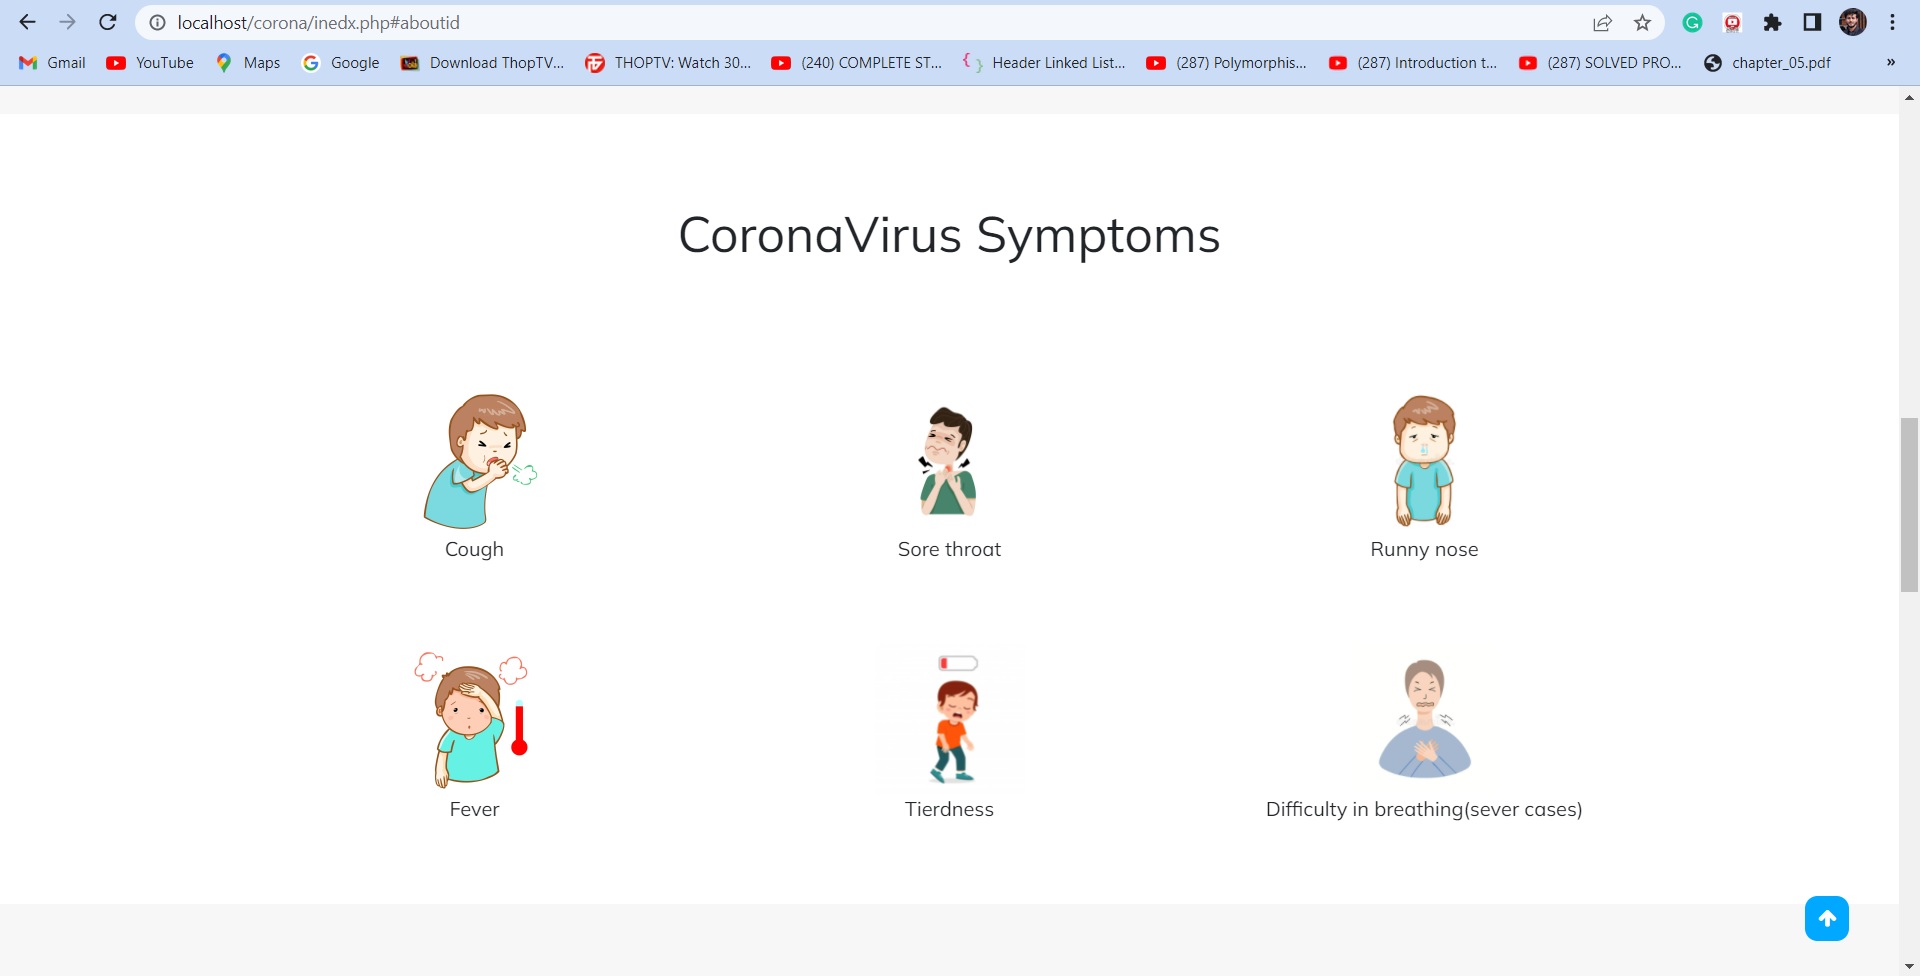 localhost/corona/inedx.php#aboutid
Gmail YouTube Maps Google Download ThopTV... THOPTV: Watch 30... (240) COMPLETE ST... Header Linked List... (287) Polymorphis... (287) Introduction t... (287) SOLVED PRO... chapter_05.pdf »
CoronaVirus Symptoms
Cough Sore throat Runny nose
Fever Tierdness Difficulty in breathing(sever cases)